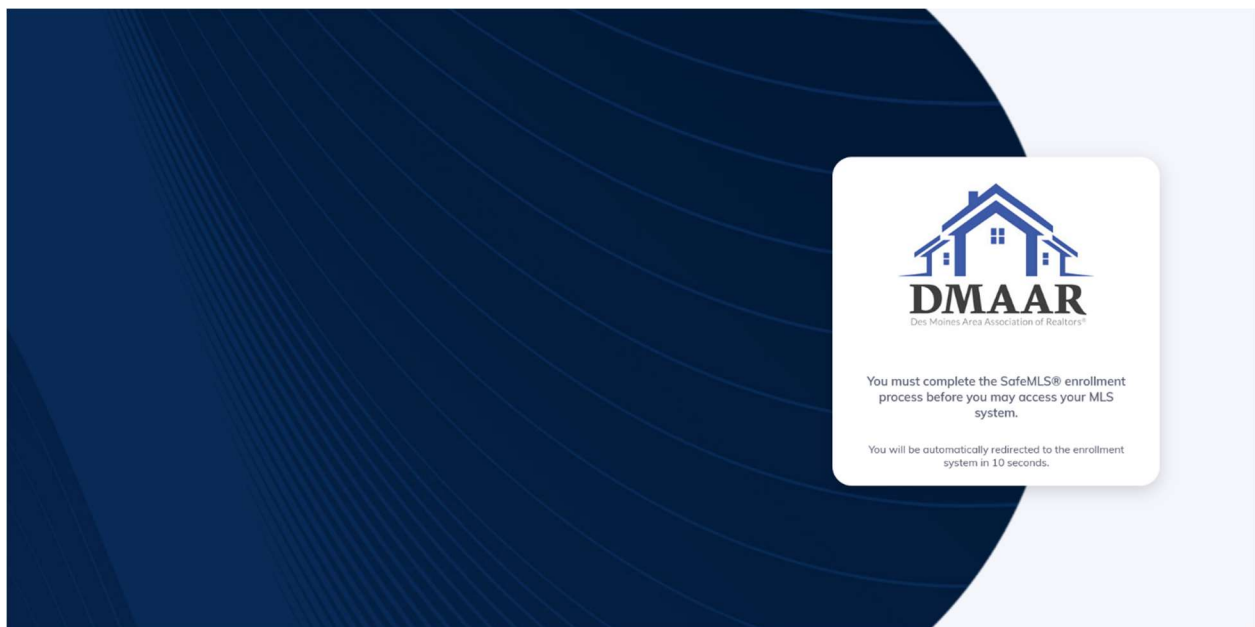 DMAAR
Des Moines Area Association of Realtors®
You must complete the SafeMLS® enrollment
process before you may access your MLS
system.
You will be automatically redirected to the enrollment
system in 10 seconds.